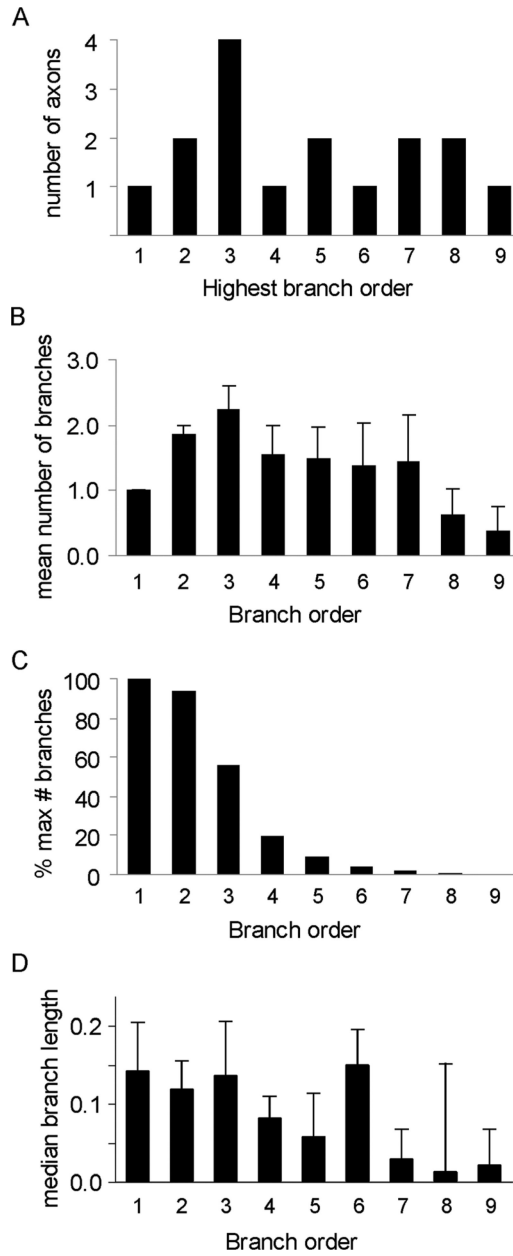 A
number of axons
4
3
2
1
1 2 3 4 5 6 7 8 9
Highest branch order
B
mean number of branches
3.0
2.0
1.0
0.0
1 2 3 4 5 6 7 8 9
Branch order
C
% max # branches
100
80
60
40
20
0
1 2 3 4 5 6 7 8 9
Branch order
D
median branch length
0.2
0.1
0.0
1 2 3 4 5 6 7 8 9
Branch order